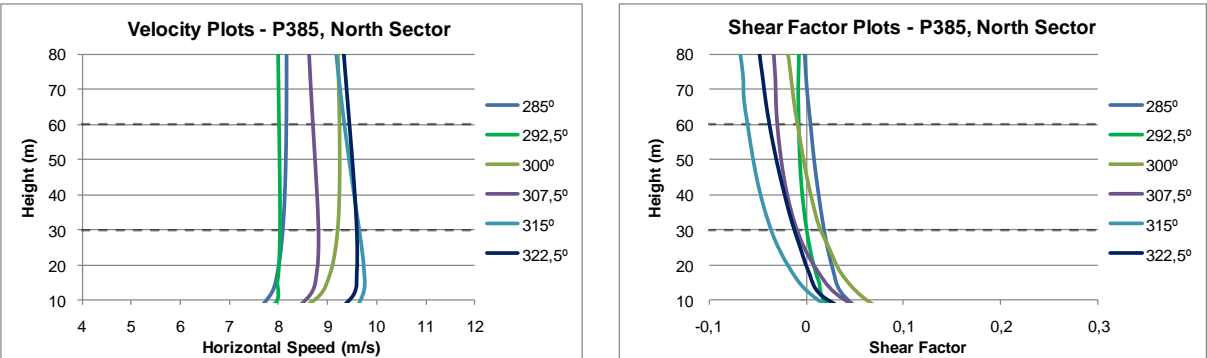 Velocity Plots - P385, North Sector
80
70
60
50
40
30
20
10
Height (m)
4 5 6 7 8 9 10 11 12
Horizontal Speed (m/s)
285º
292,5º
300º
307,5º
315º
322,5º
Shear Factor Plots - P385, North Sector
80
70
60
50
40
30
20
10
Height (m)
-0,1 0 0,1 0,2 0,3
Shear Factor
285º
292,5º
300º
307,5º
315º
322,5º